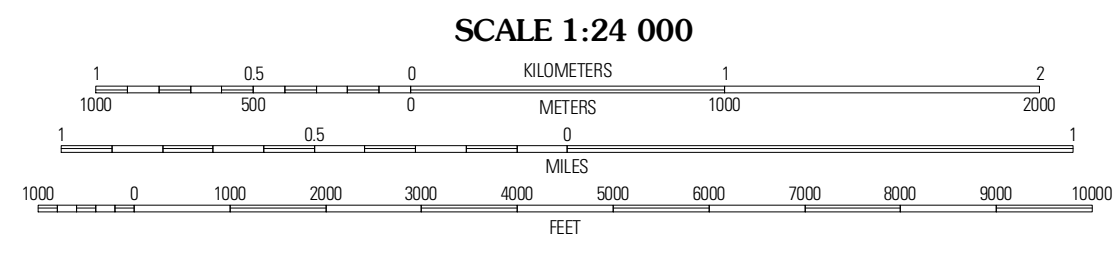 SCALE 1:24 000
1 0.5 0 KILOMETERS 1 2
1000 500 0 METERS 1000 2000
1 0.5 0 1
MILES
1000 0 1000 2000 3000 4000 5000 6000 7000 8000 9000 10000
FEET